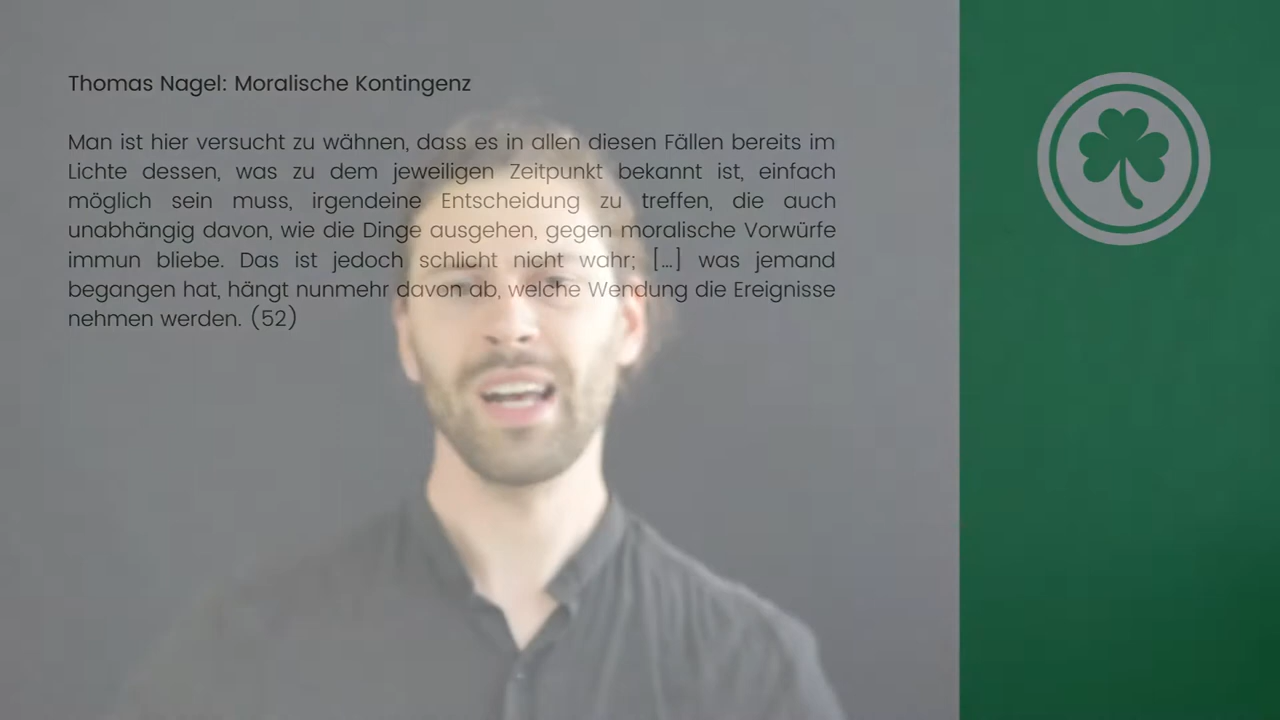 Thomas Nagel: Moralische Kontingenz
Man ist hier versucht zu wähnen, dass es in allen diesen Fällen bereits im
Lichte dessen, was zu dem jeweiligen Zeitpunkt bekannt ist, einfach
möglich sein muss, irgendeine Entscheidung zu treffen, die auch
unabhängig davon, wie die Dinge ausgehen, gegen moralische Vorwürfe
immun bliebe. Das ist jedoch schlicht nicht wahr; [...] was jemand
begangen hat, hängt nunmehr davon ab, welche Wendung die Ereignisse
nehmen werden. (52)